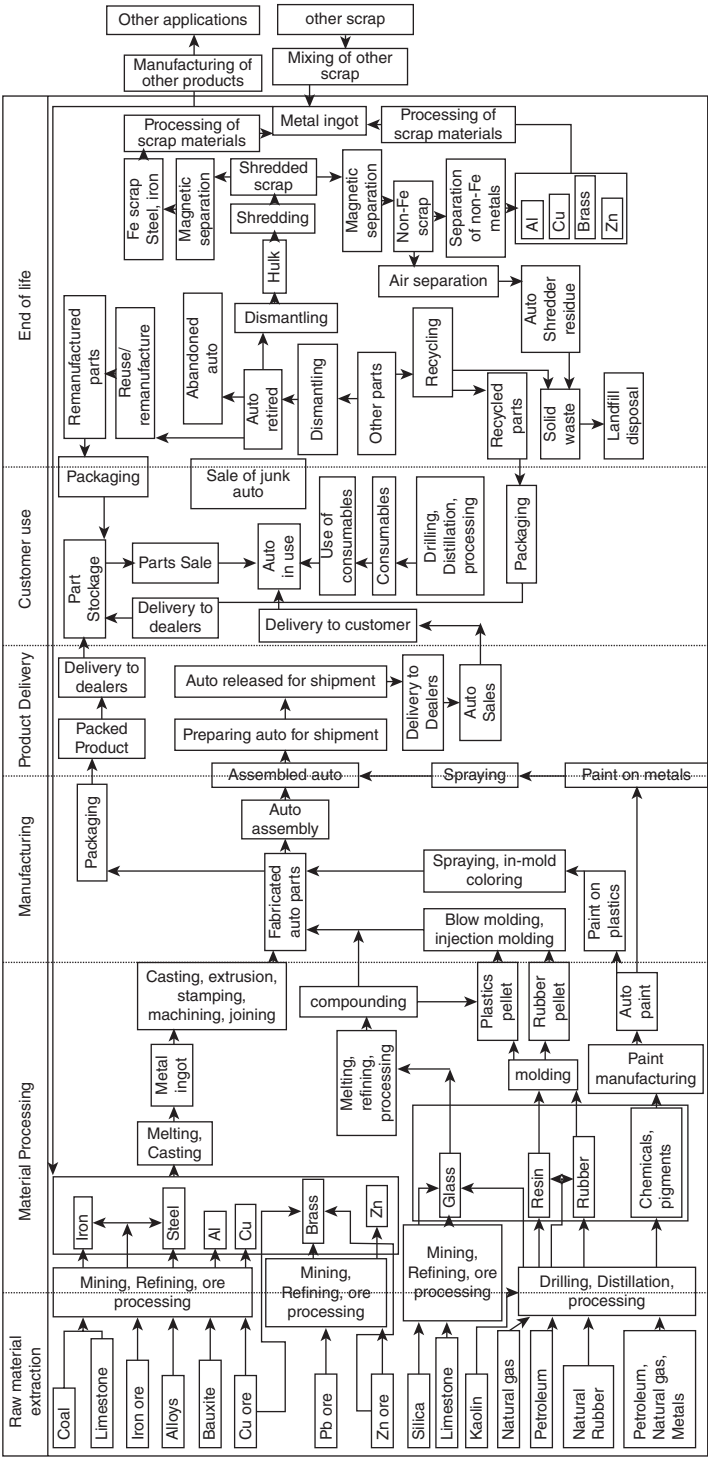 Other applications
other scrap
Manufacturing of
other products
Mixing of other
scrap
End of life
Processing of
scrap materials
Metal ingot
Processing of
scrap materials
Fe scrap
Steel, iron
Magnetic
separation
Shredded
scrap
Magnetic
separation
Non-Fe
scrap
Separation
of non-Fe
metals
Al
Cu
Brass
Zn
Shredding
Hulk
Air separation
Auto
Shredder
residue
Dismantling
Remanufactured
parts
Reuse/
remanufacture
Abandoned
auto
Auto
retired
Dismantling
Other parts
Recycling
Recycled
parts
Solid
waste
Landfill
disposal
Customer use
Packaging
Sale of junk
auto
Part
Stockage
Parts Sale
Auto
in use
Use of
consumables
Consumables
Drilling,
Distillation,
processing
Packaging
Delivery to
dealers
Delivery to customer
Product Delivery
Delivery to
dealers
Auto released for shipment
Delivery to
Dealers
Auto
Sales
Packed
Product
Preparing auto for shipment
Manufacturing
Assembled auto
Spraying
Paint on metals
Packaging
Auto
assembly
Fabricated
auto parts
Spraying, in-mold
coloring
Paint on
plastics
Blow molding,
injection molding
Material Processing
Casting, extrusion,
stamping,
machining, joining
compounding
Plastics
pellet
Rubber
pellet
Auto
paint
Metal
ingot
Melting,
refining,
processing
molding
Paint
manufacturing
Melting,
Casting
Iron
Steel
Al
Cu
Brass
Zn
Glass
Resin
Rubber
Chemicals,
pigments
Mining, Refining, ore
processing
Mining,
Refining, ore
processing
Mining,
Refining, ore
processing
Drilling, Distillation,
processing
Raw material
extraction
Coal
Limestone
Iron ore
Alloys
Bauxite
Cu ore
Pb ore
Zn ore
Silica
Limestone
Kaolin
Natural gas
Petroleum
Natural
Rubber
Petroleum,
Natural gas,
Metals